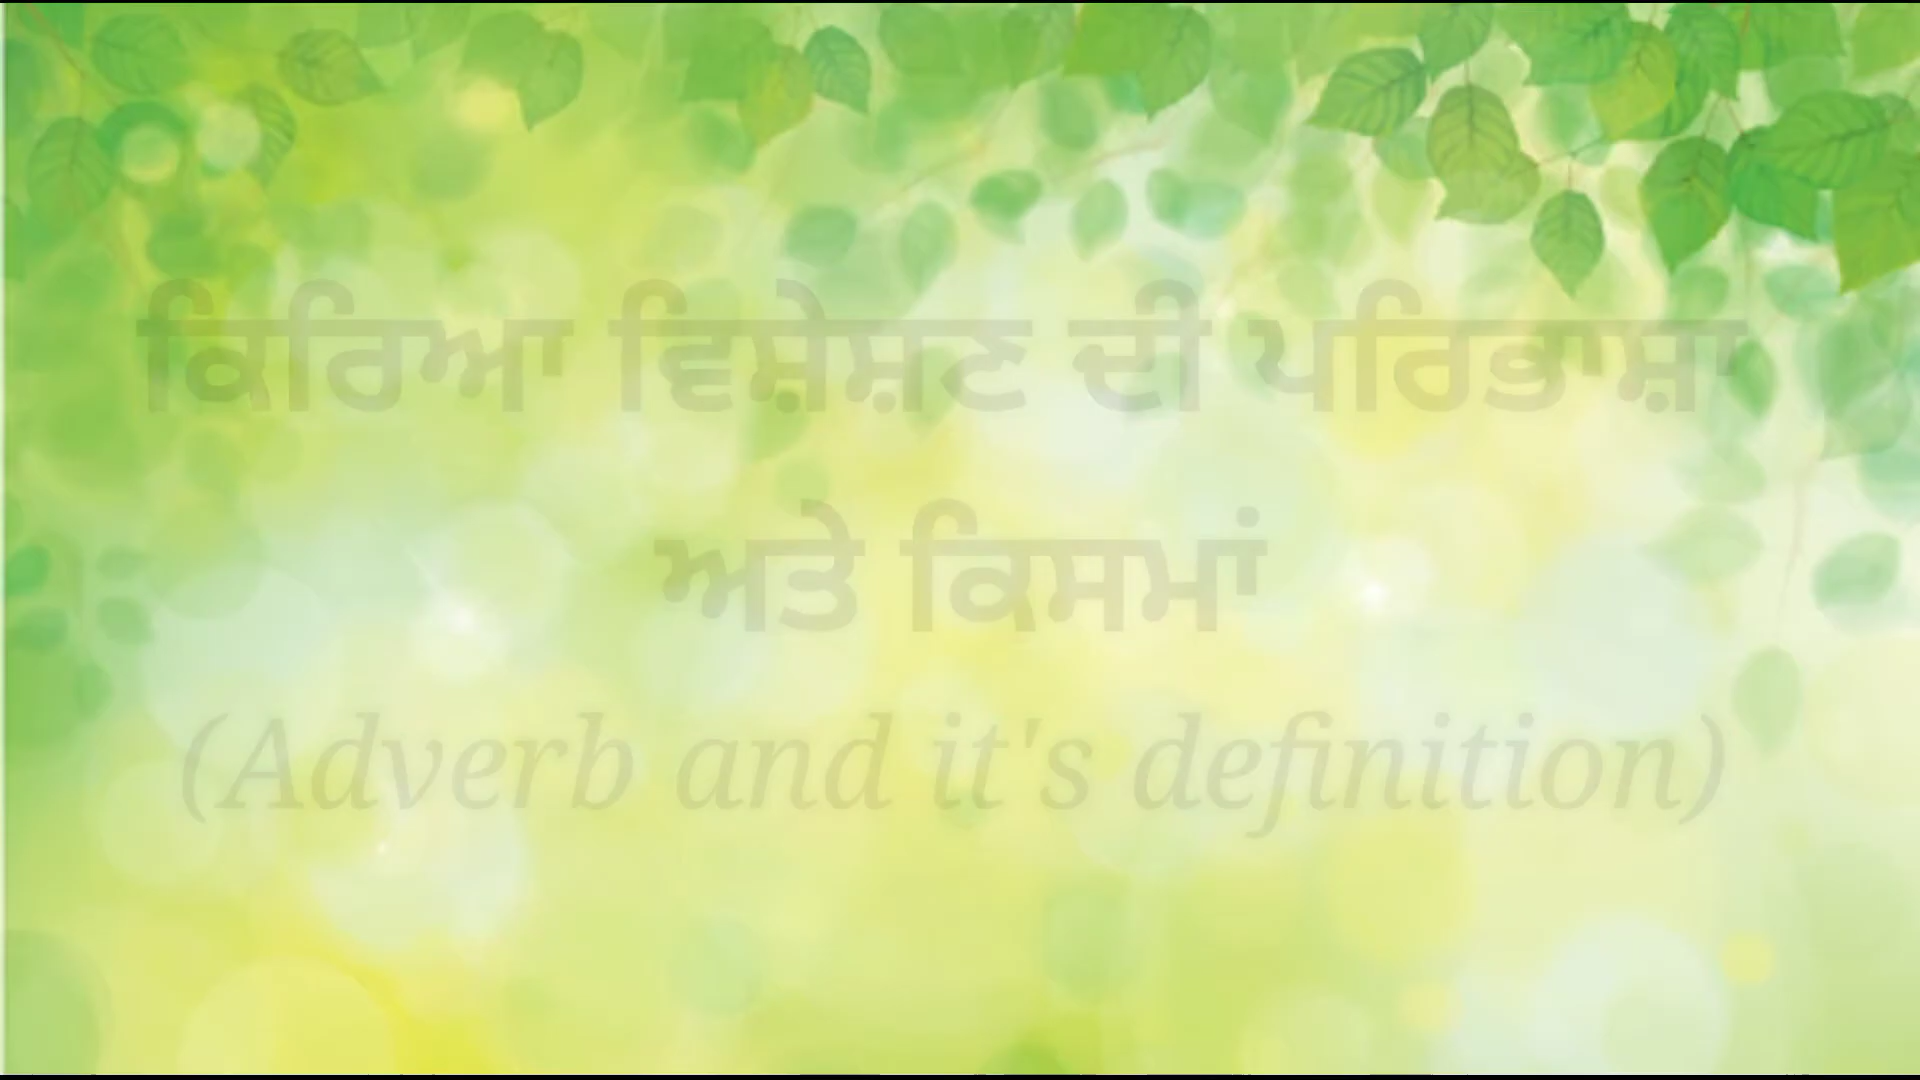 ਕਿਰਿਆ ਵਿਸ਼ੇਸ਼ਣ ਦੀ ਪਰਿਭਾਸ਼ਾ
ਅਤੇ ਕਿਸਮਾਂ
(Adverb and it's definition)